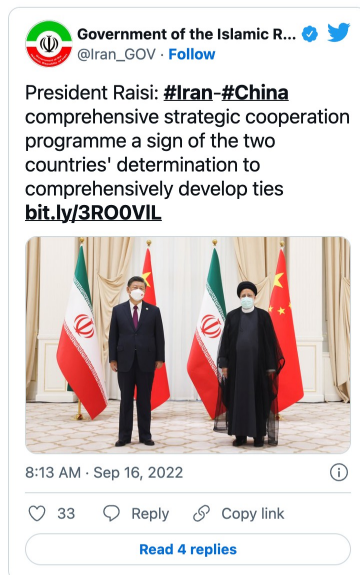 Government of the Islamic R...
@Iran_GOV · Follow
President Raisi: #Iran-#China
comprehensive strategic cooperation
programme a sign of the two
countries' determination to
comprehensively develop ties
bit.ly/3RO0VlL
8:13 AM · Sep 16, 2022
33 Reply Copy link
Read 4 replies